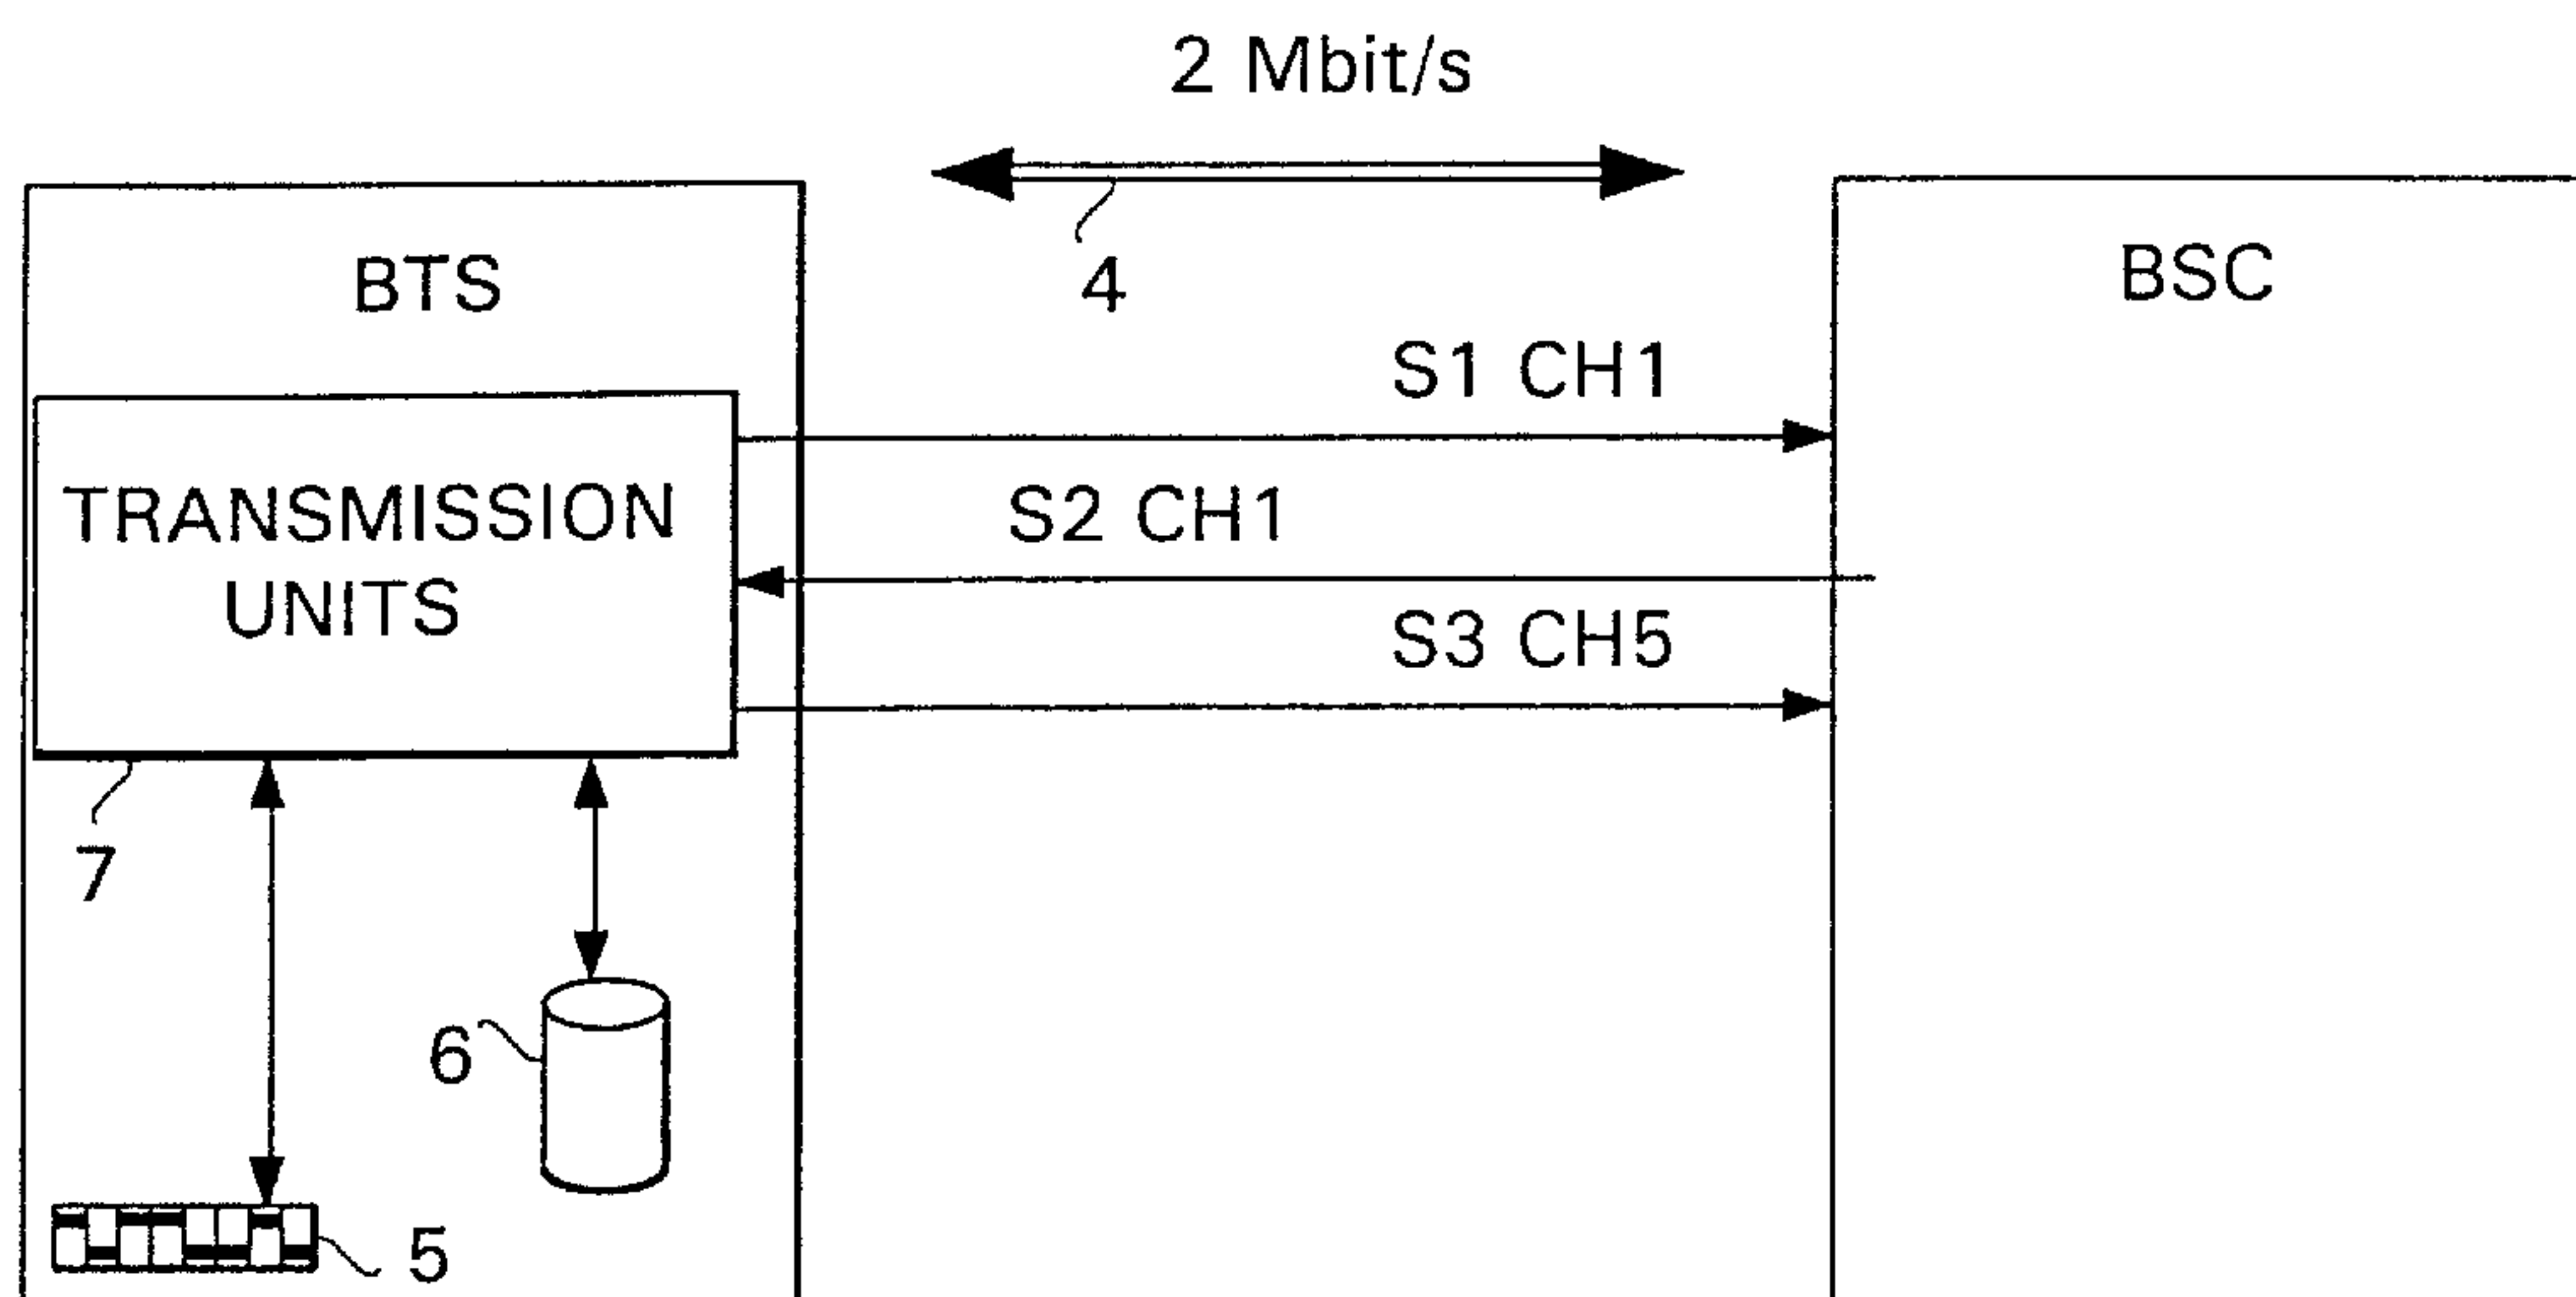 2 Mbit/s
4
BTS
BSC
S1 CH1
TRANSMISSION
UNITS
S2 CH1
S3 CH5
7
6
5